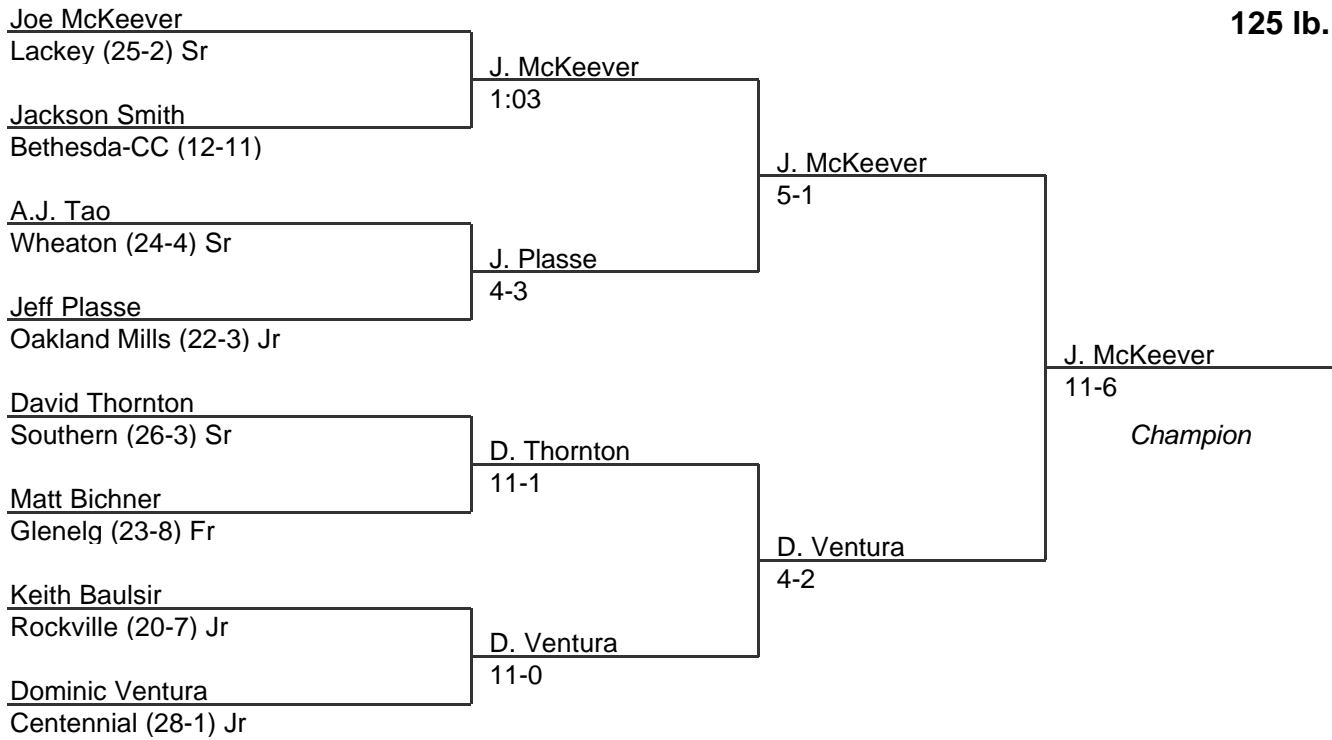 125 lb.
Joe McKeever
Lackey (25-2) Sr
J. McKeever
1:03
Jackson Smith
Bethesda-CC (12-11)
J. McKeever
5-1
A.J. Tao
Wheaton (24-4) Sr
J. Plasse
4-3
Jeff Plasse
Oakland Mills (22-3) Jr
J. McKeever
11-6
Champion
David Thornton
Southern (26-3) Sr
D. Thornton
11-1
Matt Bichner
Glenelg (23-8) Fr
D. Ventura
4-2
Keith Baulsir
Rockville (20-7) Jr
D. Ventura
11-0
Dominic Ventura
Centennial (28-1) Jr